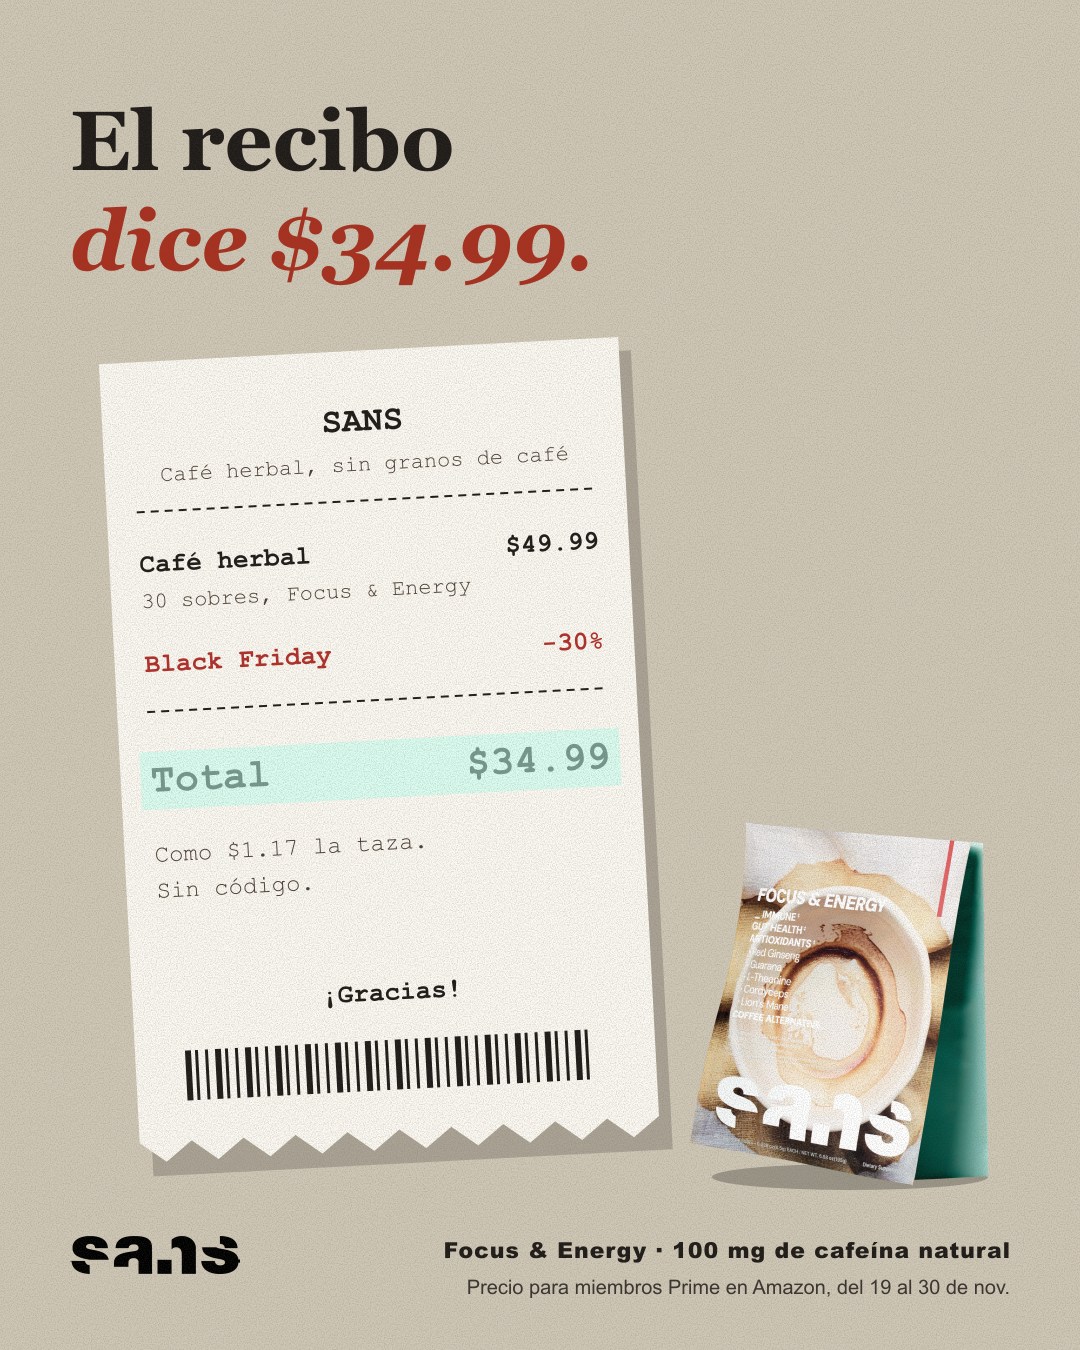 El recibo
dice $34.99.
SANS
Café herbal, sin granos de café
Café herbal $49.99
30 sobres, Focus & Energy
Black Friday -30%
Total $34.99
Como $1.17 la taza.
Sin código.
¡Gracias!
FOCUS & ENERGY
IMMUNE
GUT HEALTH
ANTIOXIDANTS
Red Ginseng
Guarana
L-Theanine
Cordyceps
Lion's Mane
COFFEE ALTERNATIVE
sans
sans
Focus & Energy · 100 mg de cafeína natural
Precio para miembros Prime en Amazon, del 19 al 30 de nov.